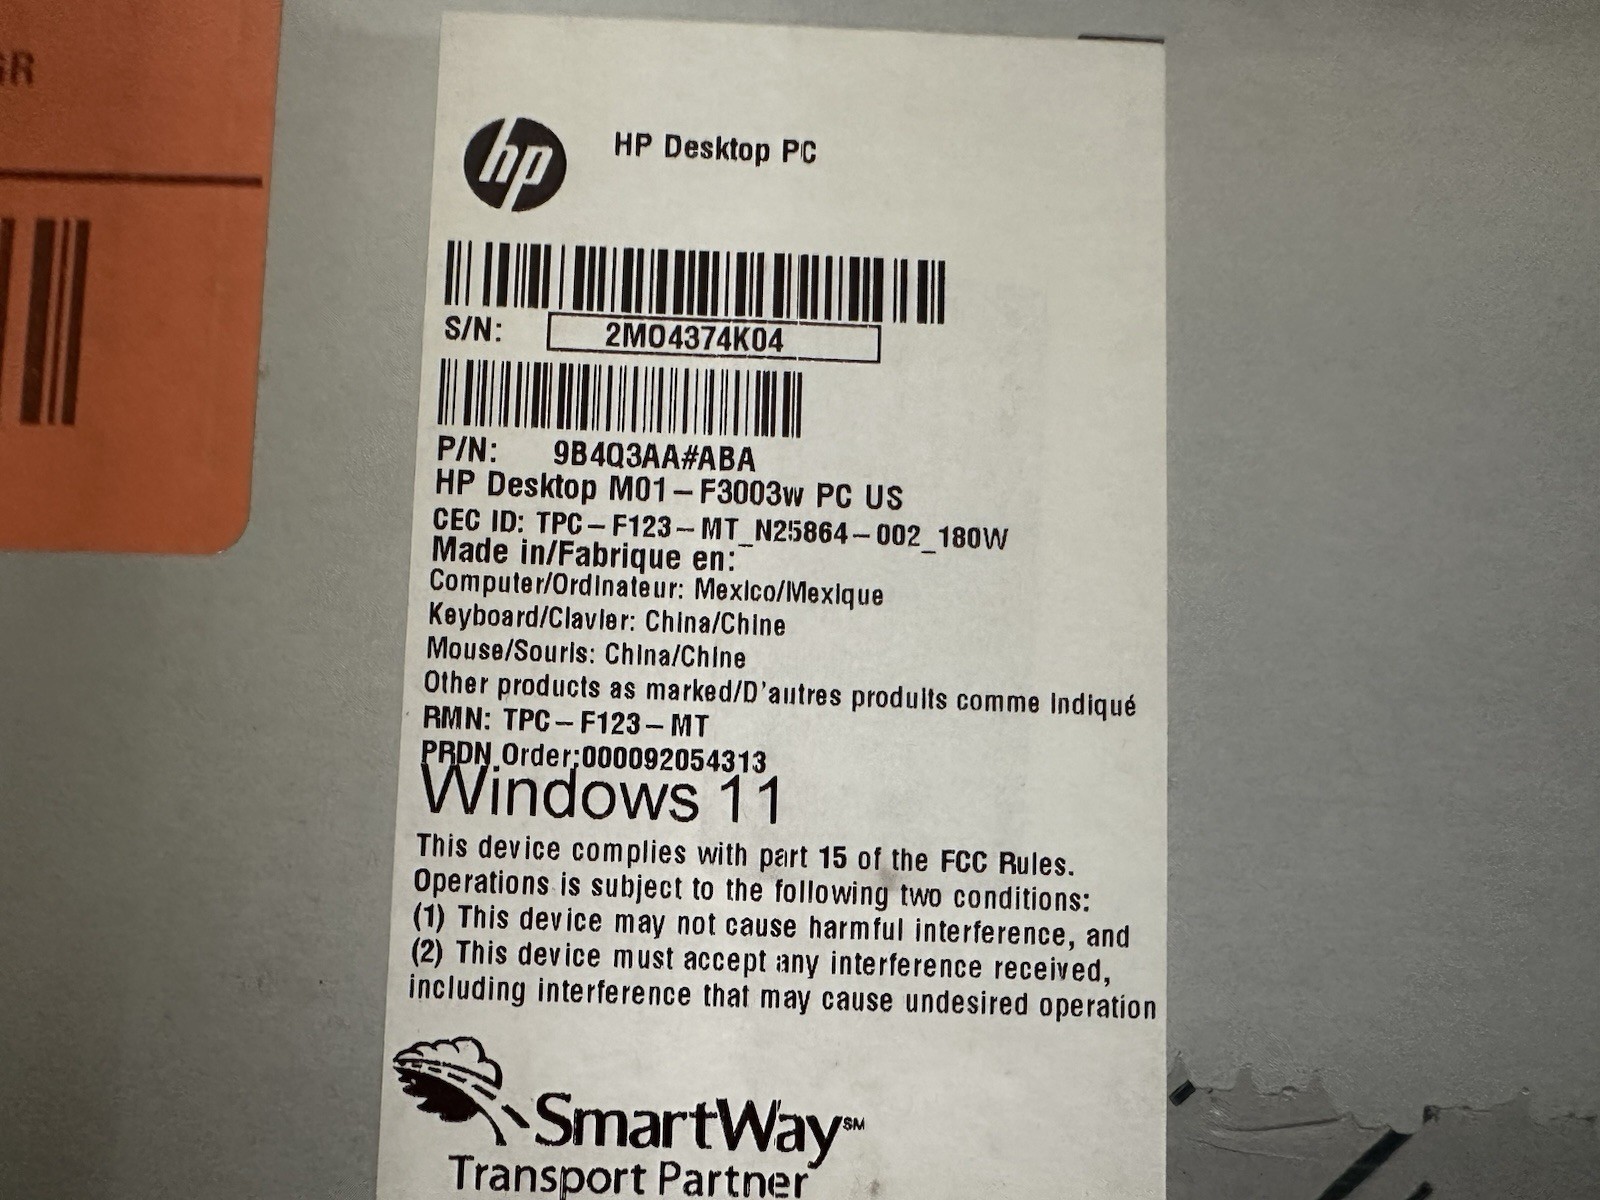 GR
hp
HP Desktop PC
S/N: 2MO4374K04
P/N: 9B4Q3AA#ABA
HP Desktop M01-F3003w PC US
CEC ID: TPC-F123-MT_N25864-002_180W
Made in/Fabrique en:
Computer/Ordinateur: Mexico/Mexique
Keyboard/Clavier: China/Chine
Mouse/Souris: China/Chine
Other products as marked/D'autres produits comme Indiqué
RMN: TPC-F123-MT
PRDN.Order:000092054313
Windows 11
This device complies with part 15 of the FCC Rules.
Operations is subject to the following two conditions:
(1) This device may not cause harmful interference, and
(2) This device must accept any interference received,
including interference that may cause undesired operation
SmartWay℠
Transport Partner